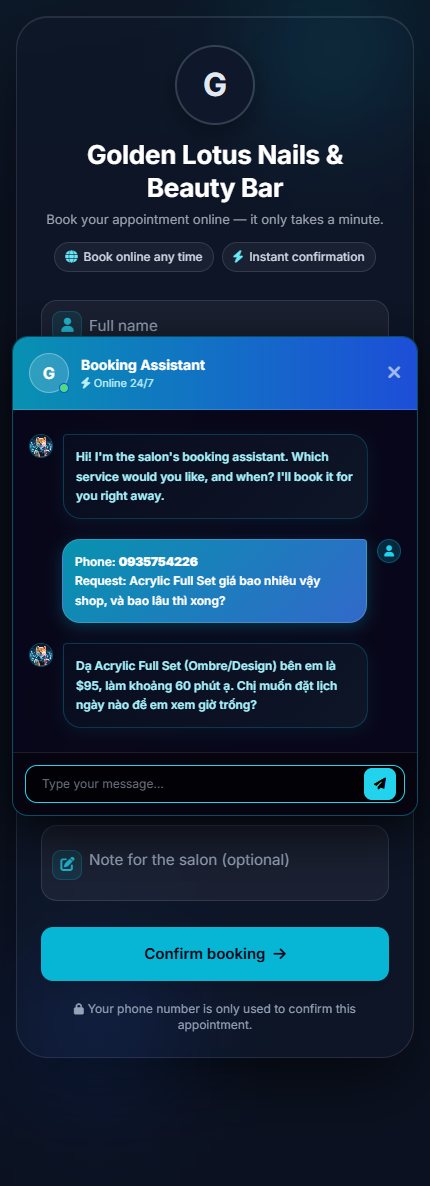 G
Golden Lotus Nails &
Beauty Bar
Book your appointment online — it only takes a minute.
Book online any time
Instant confirmation
Full name
G
Booking Assistant
Online 24/7
Hi! I'm the salon's booking assistant. Which
service would you like, and when? I'll book it for
you right away.
Phone: 0935754226
Request: Acrylic Full Set giá bao nhiêu vậy
shop, và bao lâu thì xong?
Dạ Acrylic Full Set (Ombre/Design) bên em là
$95, làm khoảng 60 phút ạ. Chị muốn đặt lịch
ngày nào để em xem giờ trống?
Type your message...
Note for the salon (optional)
Confirm booking →
Your phone number is only used to confirm this
appointment.